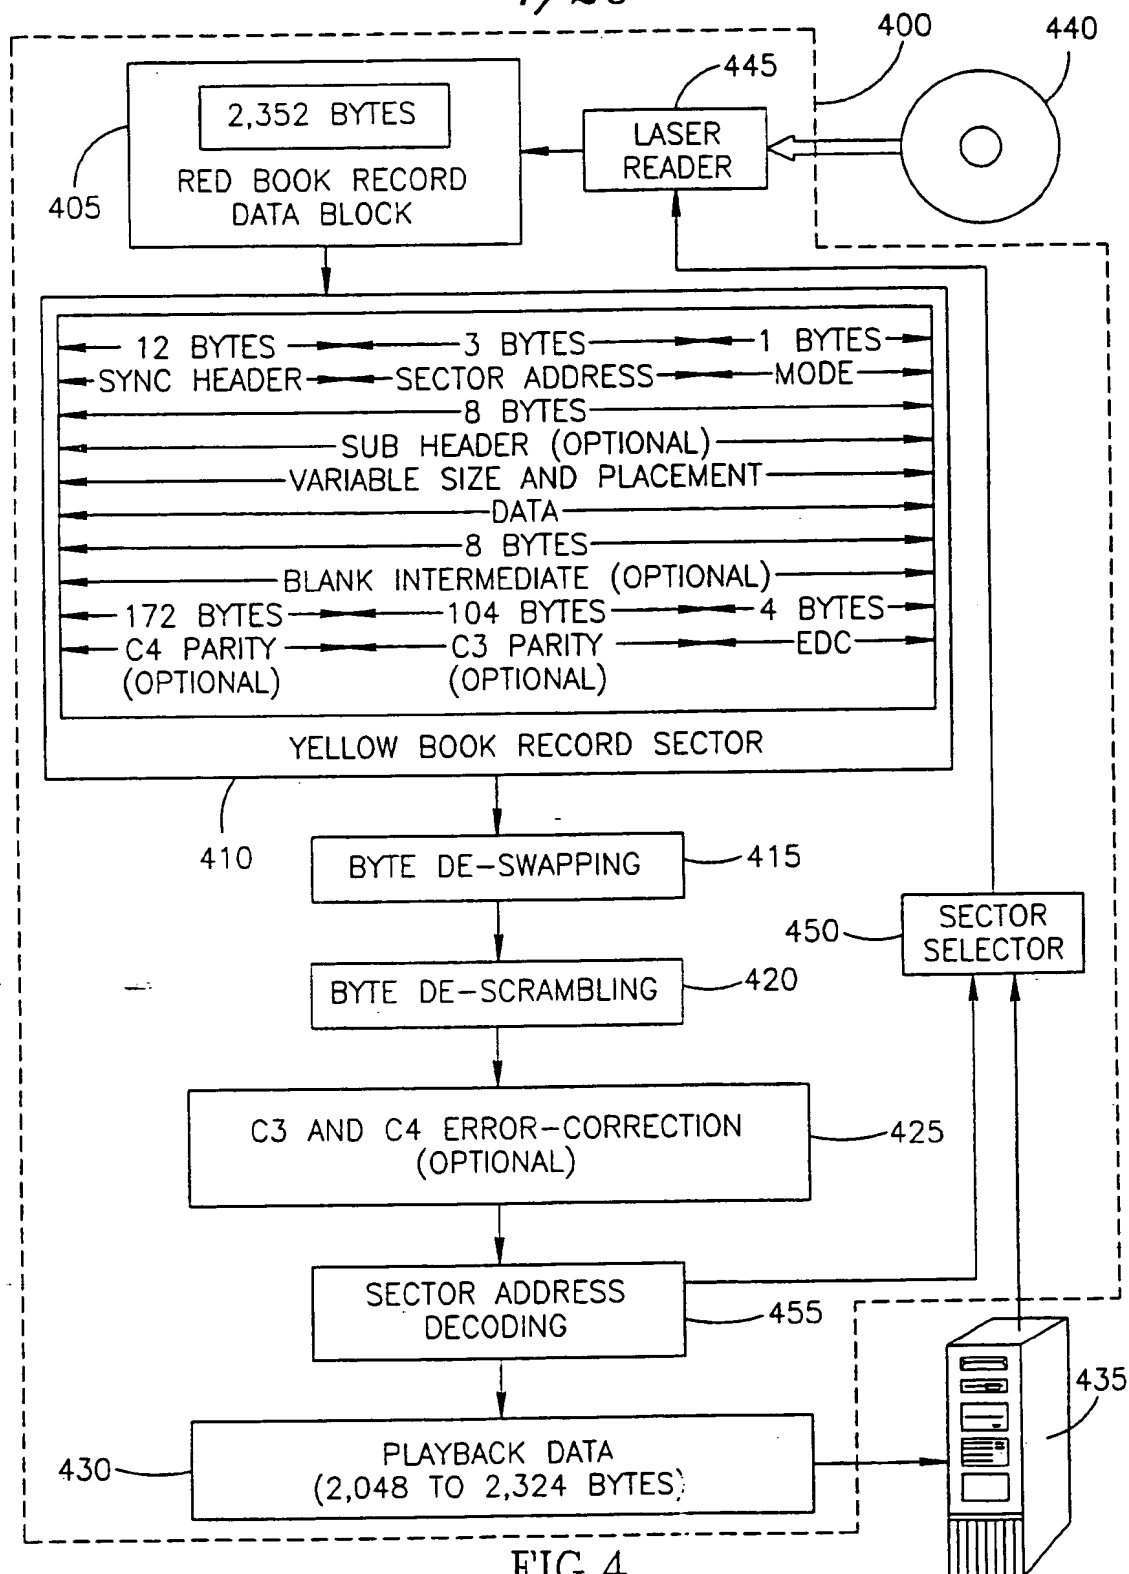 400
440
445
2,352 BYTES
RED BOOK RECORD
DATA BLOCK
LASER
READER
405
12 BYTES 3 BYTES 1 BYTES
SYNC HEADER SECTOR ADDRESS MODE
8 BYTES
SUB HEADER (OPTIONAL)
VARIABLE SIZE AND PLACEMENT
DATA
8 BYTES
BLANK INTERMEDIATE (OPTIONAL)
172 BYTES 104 BYTES 4 BYTES
C4 PARITY C3 PARITY EDC
(OPTIONAL) (OPTIONAL)
YELLOW BOOK RECORD SECTOR
410
BYTE DE-SWAPPING
415
450
SECTOR
SELECTOR
BYTE DE-SCRAMBLING
420
C3 AND C4 ERROR-CORRECTION
(OPTIONAL)
425
SECTOR ADDRESS
DECODING
455
435
430
PLAYBACK DATA
(2,048 TO 2,324 BYTES)
FIG.4